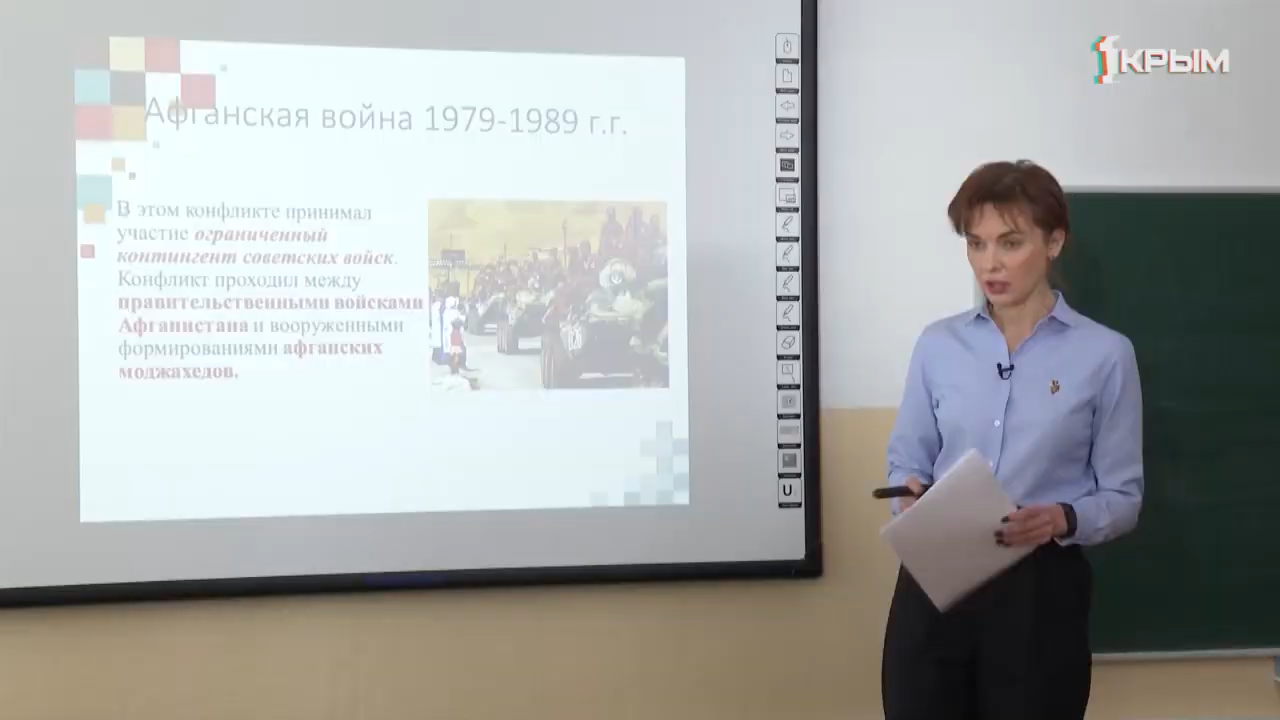 1КРЫМ
Афганская война 1979-1989 г.г.
В этом конфликте принимал
участие ограниченный
контингент советских войск.
Конфликт проходил между
правительственными войсками
Афганистана и вооруженными
формированиями афганских
моджахедов.
U